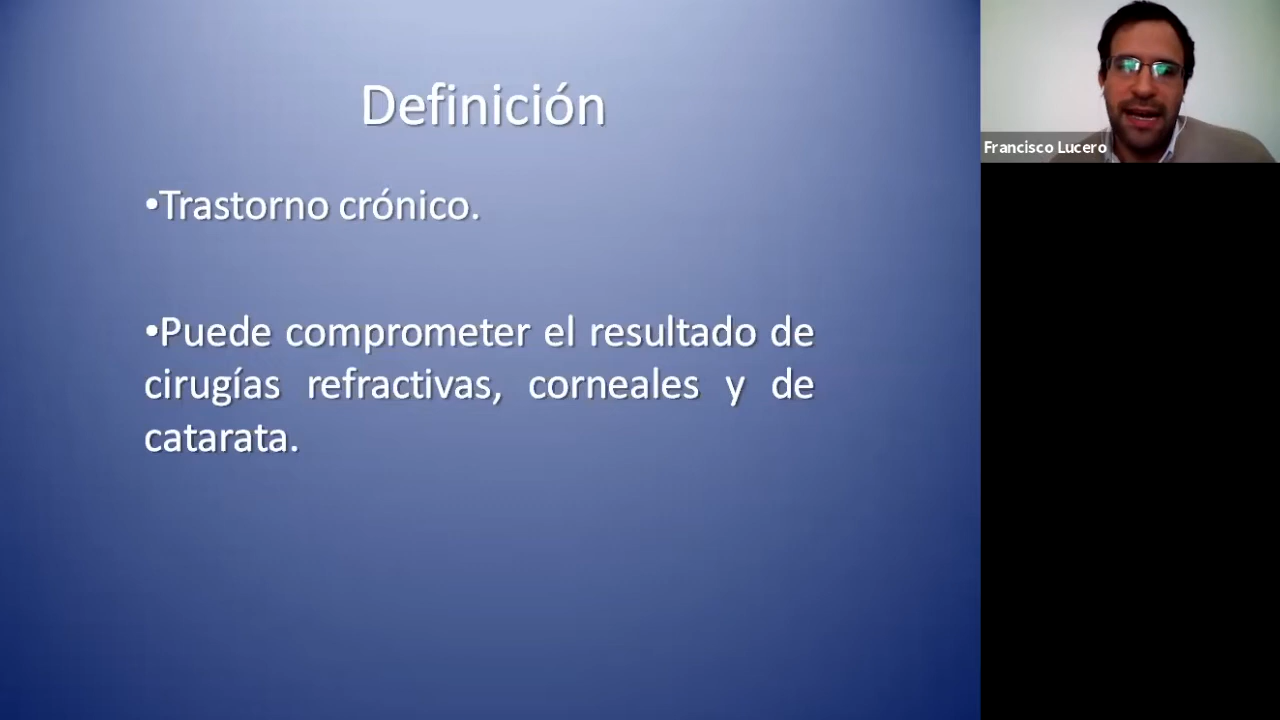 Definición
•Trastorno crónico.
•Puede comprometer el resultado de
cirugías refractivas, corneales y de
catarata.
Francisco Lucero